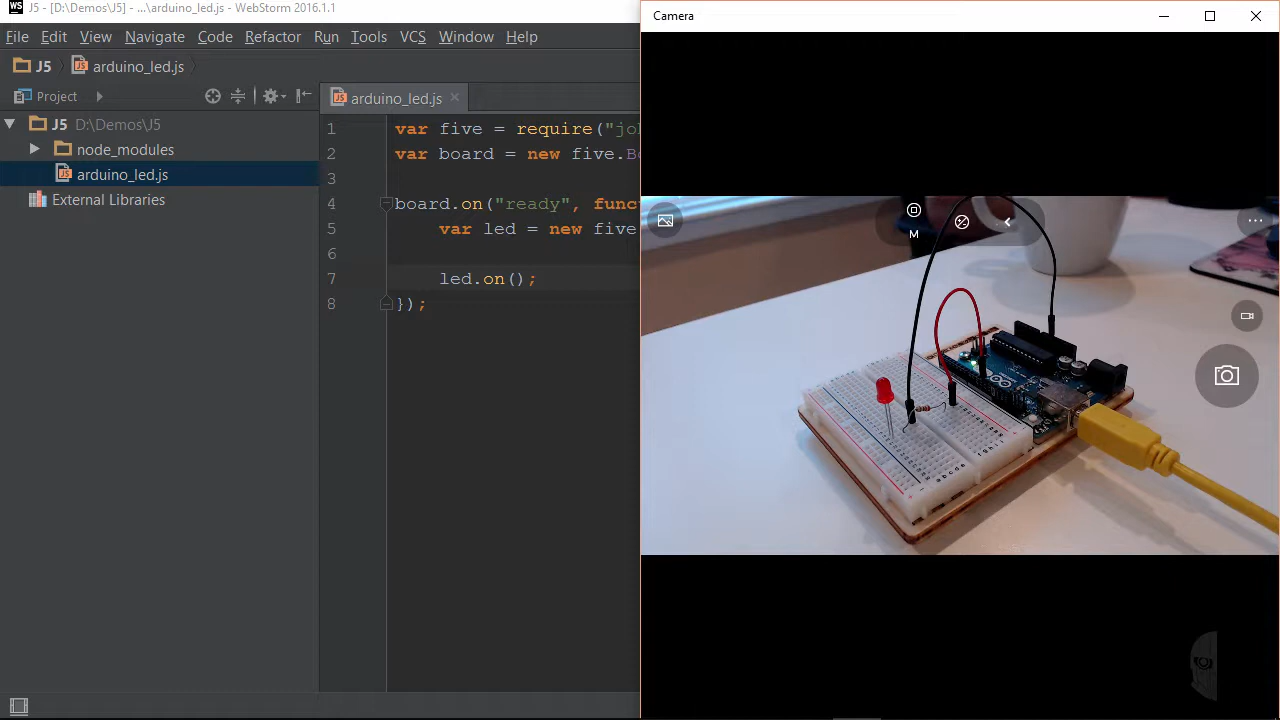 WS J5 - [D:\Demos\J5] - ...\arduino_led.js - WebStorm 2016.1.1
File Edit View Navigate Code Refactor Run Tools VCS Window Help
J5 arduino_led.js
Project
J5 D:\Demos\J5
node_modules
arduino_led.js
External Libraries
arduino_led.js
1 var five = require("jo
2 var board = new five.Bo
3
4 board.on("ready", func
5 var led = new five.
6
7 led.on();
8 });
Camera
M